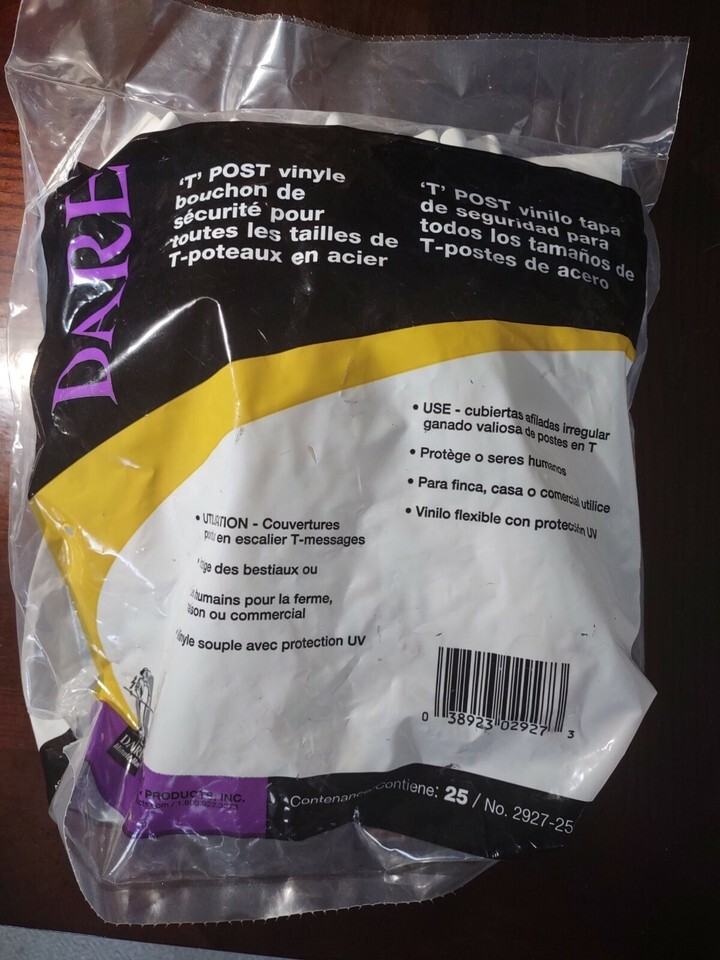 DARE
'T' POST vinyle
bouchon de
sécurité pour
toutes les tailles de
T-poteaux en acier
'T' POST vinilo tapa
de seguridad para
todos los tamaños de
T-postes de acero
• USE - cubiertas afiladas irregular
ganado valiosa de postes en T
• Protège o seres humanos
• Para finca, casa o comercial utilice
• Vinilo flexible con protección UV
- Couvertures
en escalier T-messages
des bestiaux ou
humains pour la ferme,
ou commercial
souple avec protection UV
0 38923 02927 3
PRODUCTS, INC.
Contiene: 25 / No. 2927-25